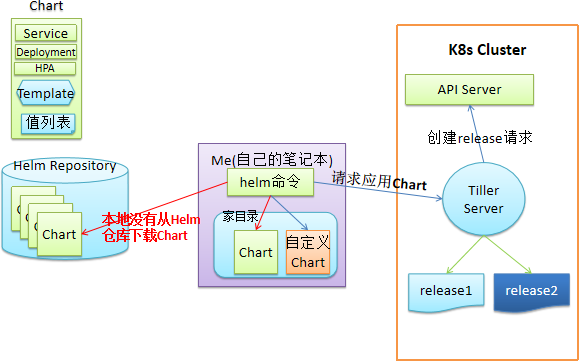 Chart
Service
Deployment
HPA
Template
值列表
Helm Repository
Chart
本地没有从Helm
仓库下载Chart
Me(自己的笔记本)
helm命令
家目录
Chart
自定义
Chart
请求应用Chart
K8s Cluster
API Server
创建release请求
Tiller
Server
release1
release2